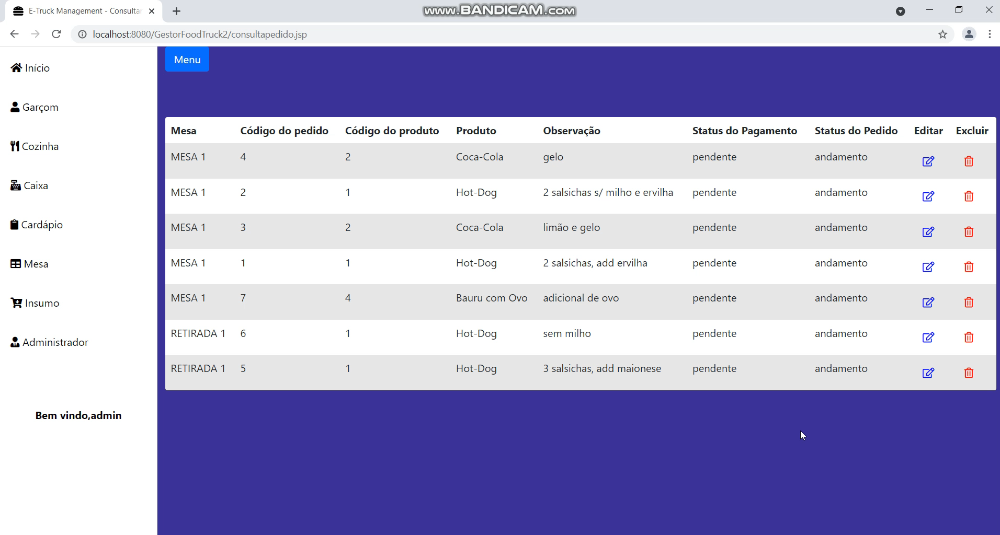 E-Truck Management - Consultar
www.BANDICAM.com
localhost:8080/GestorFoodTruck2/consultapedido.jsp
Início
Garçom
Cozinha
Caixa
Cardápio
Mesa
Insumo
Administrador
Bem vindo,admin
Menu
Mesa Código do pedido Código do produto Produto Observação Status do Pagamento Status do Pedido Editar Excluir
MESA 1 4 2 Coca-Cola gelo pendente andamento
MESA 1 2 1 Hot-Dog 2 salsichas s/ milho e ervilha pendente andamento
MESA 1 3 2 Coca-Cola limão e gelo pendente andamento
MESA 1 1 1 Hot-Dog 2 salsichas, add ervilha pendente andamento
MESA 1 7 4 Bauru com Ovo adicional de ovo pendente andamento
RETIRADA 1 6 1 Hot-Dog sem milho pendente andamento
RETIRADA 1 5 1 Hot-Dog 3 salsichas, add maionese pendente andamento